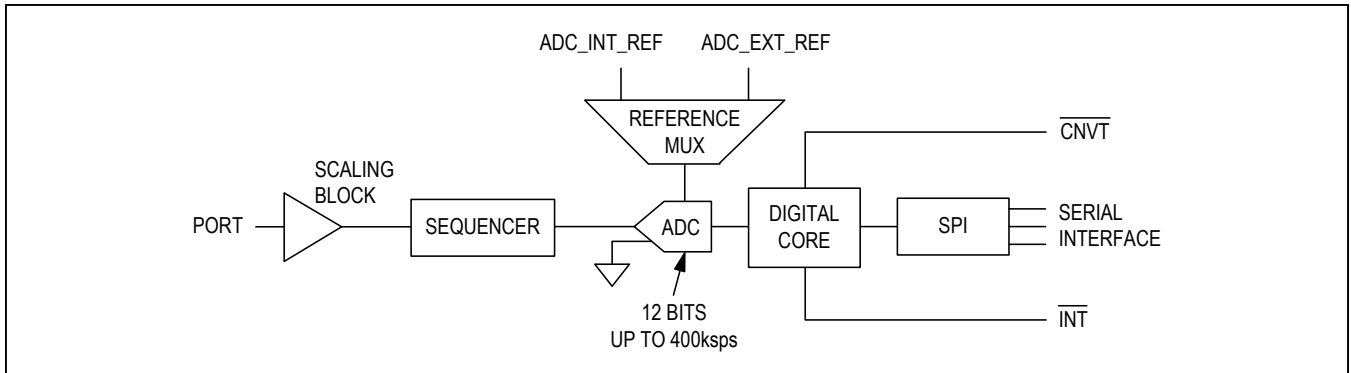 ADC_INT_REF
ADC_EXT_REF
REFERENCE
MUX
CNVT
SCALING
BLOCK
PORT
SEQUENCER
ADC
DIGITAL
CORE
SPI
SERIAL
INTERFACE
12 BITS
UP TO 400ksps
INT